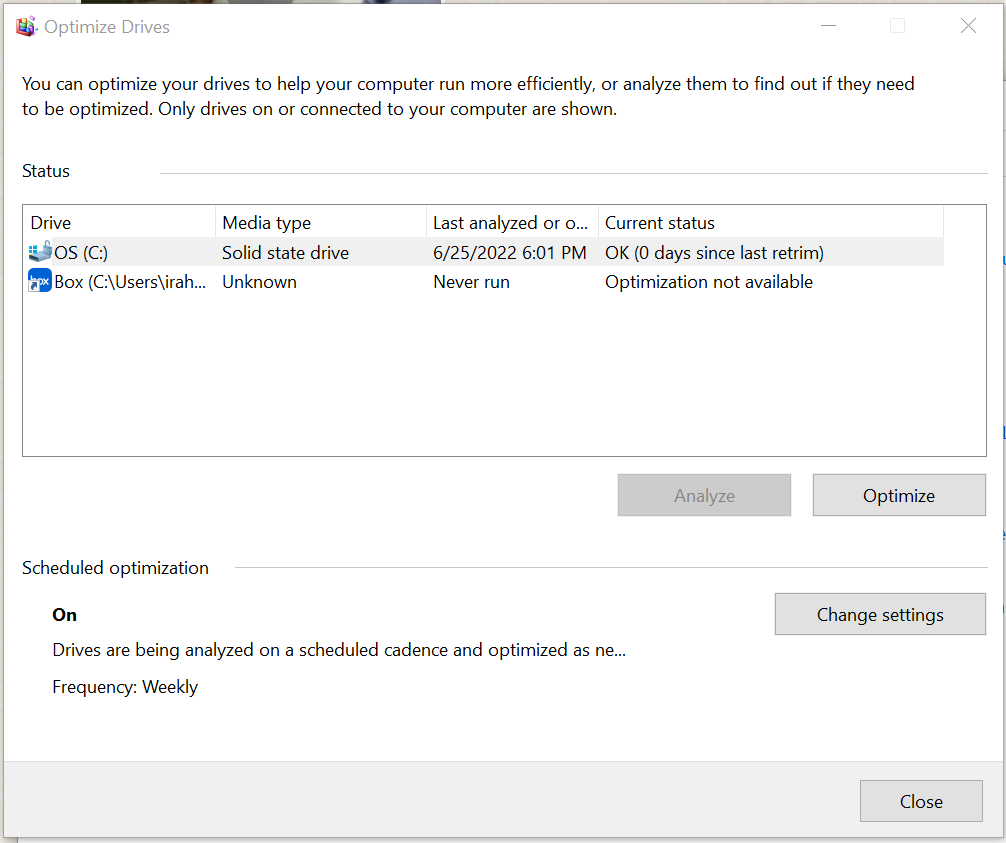 Optimize Drives
You can optimize your drives to help your computer run more efficiently, or analyze them to find out if they need
to be optimized. Only drives on or connected to your computer are shown.
Status
Drive Media type Last analyzed or o... Current status
OS (C:) Solid state drive 6/25/2022 6:01 PM OK (0 days since last retrim)
box Box (C:\Users\irah... Unknown Never run Optimization not available
Analyze Optimize
Scheduled optimization
On
Change settings
Drives are being analyzed on a scheduled cadence and optimized as ne...
Frequency: Weekly
Close